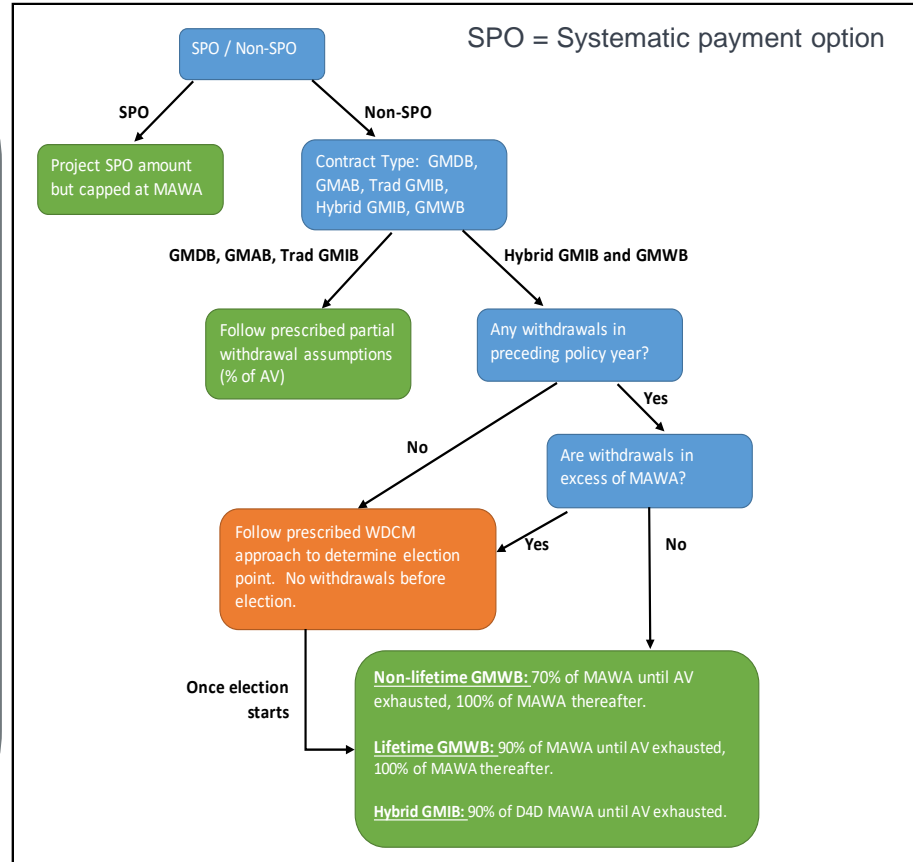 SPO = Systematic payment option
SPO / Non-SPO
SPO
Non-SPO
Project SPO amount
but capped at MAWA
Contract Type: GMDB,
GMAB, Trad GMIB,
Hybrid GMIB, GMWB
GMDB, GMAB, Trad GMIB
Hybrid GMIB and GMWB
Follow prescribed partial
withdrawal assumptions
(% of AV)
Any withdrawals in
preceding policy year?
Yes
No
Are withdrawals in
excess of MAWA?
Follow prescribed WDCM
approach to determine election
point. No withdrawals before
election.
Yes
No
Once election
starts
Non-lifetime GMWB: 70% of MAWA until AV
exhausted, 100% of MAWA thereafter.
Lifetime GMWB: 90% of MAWA until AV exhausted,
100% of MAWA thereafter.
Hybrid GMIB: 90% of D4D MAWA until AV exhausted.